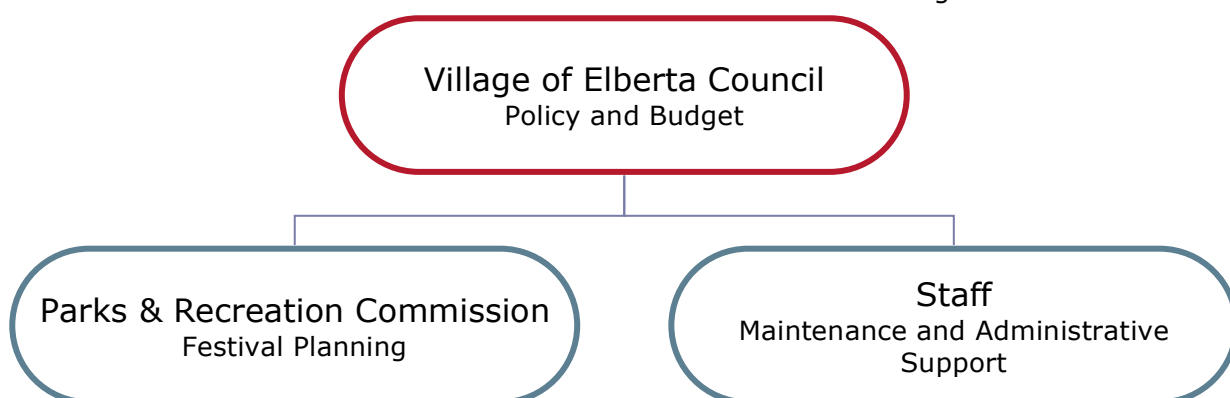 Village of Elberta Council
Policy and Budget
Parks & Recreation Commission
Festival Planning
Staff
Maintenance and Administrative
Support